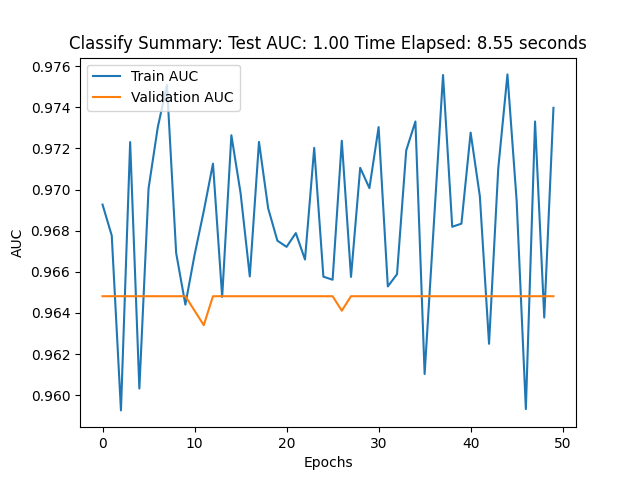 Classify Summary: Test AUC: 1.00 Time Elapsed: 8.55 seconds
Train AUC
Validation AUC
0.976
0.974
0.972
0.970
0.968
0.966
0.964
0.962
0.960
AUC
0 10 20 30 40 50
Epochs